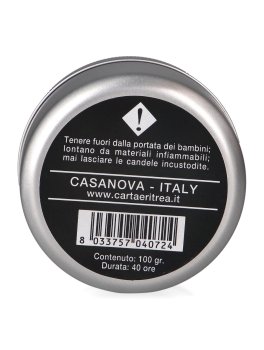 !
Tenere fuori dalla portata dei bambini;
lontano da materiali infiammabili;
mai lasciare le candele incustodite.
CASANOVA - ITALY
www.cartaeritrea.it
8 033757 040724
Contenuto: 100 gr.
Durata: 40 ore